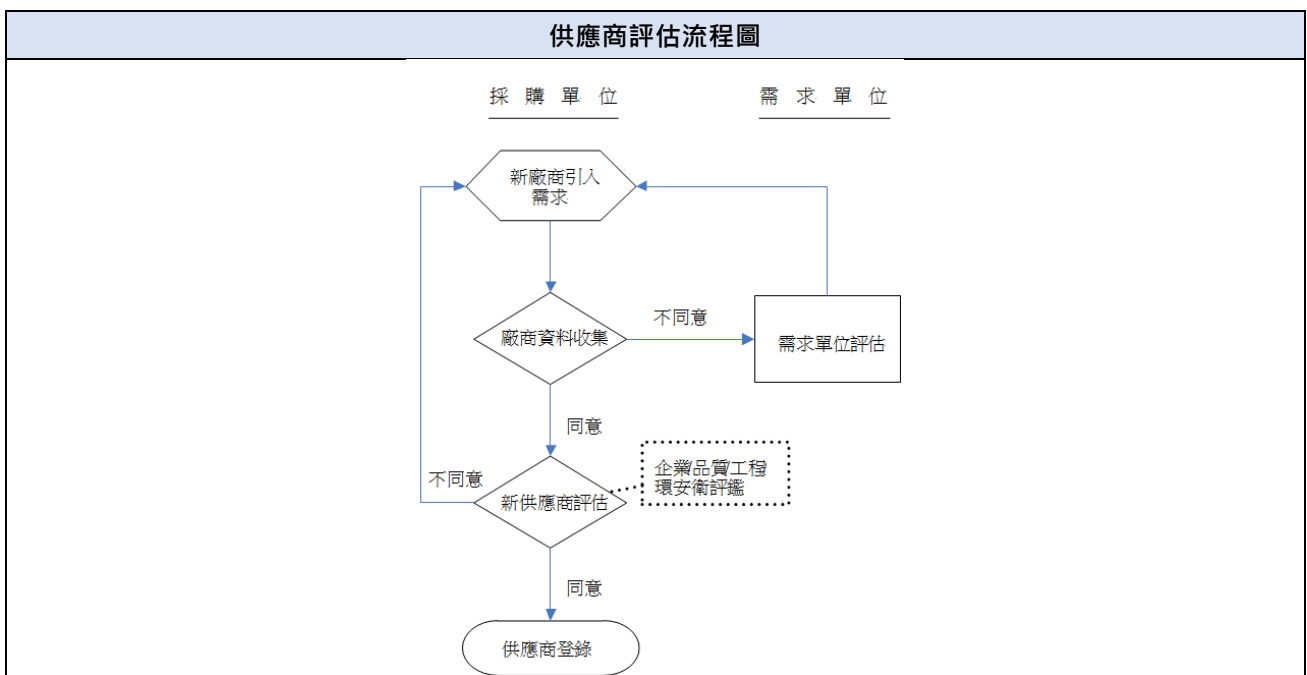 供應商評估流程圖
採購單位
需求單位
新廠商引入
需求
廠商資料收集
不同意
需求單位評估
同意
不同意
新供應商評估
企業/品質/工程/
環安衛評鑑
同意
供應商登錄